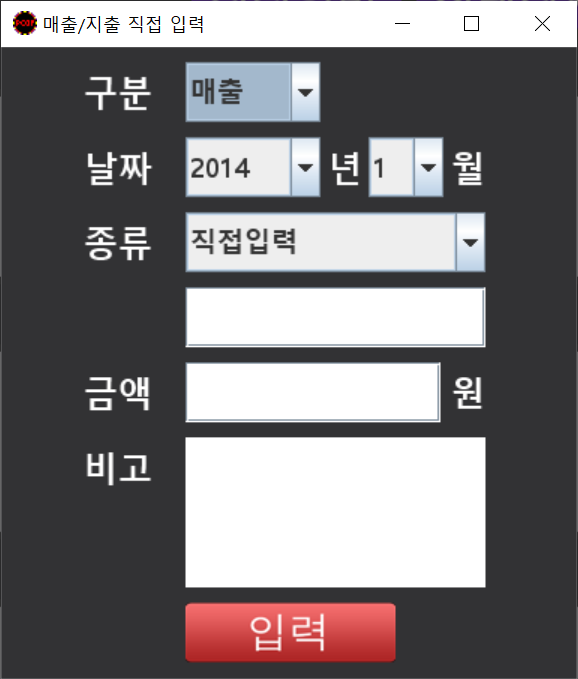 매출/지출 직접 입력
구분 매출
날짜 2014 년 1 월
종류 직접입력
금액 원
비고
입력